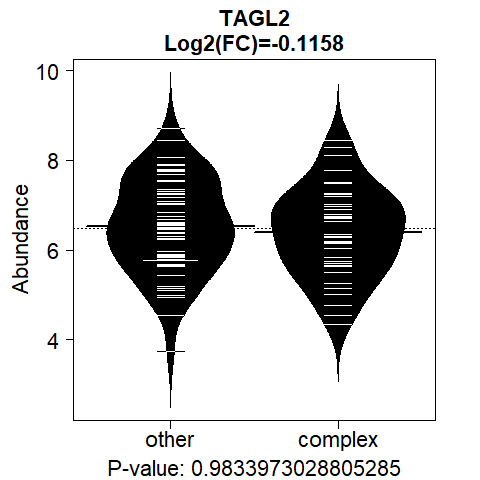 TAGL2
Log2(FC)=-0.1158
10
8
6
4
Abundance
other complex
P-value: 0.9833973028805285